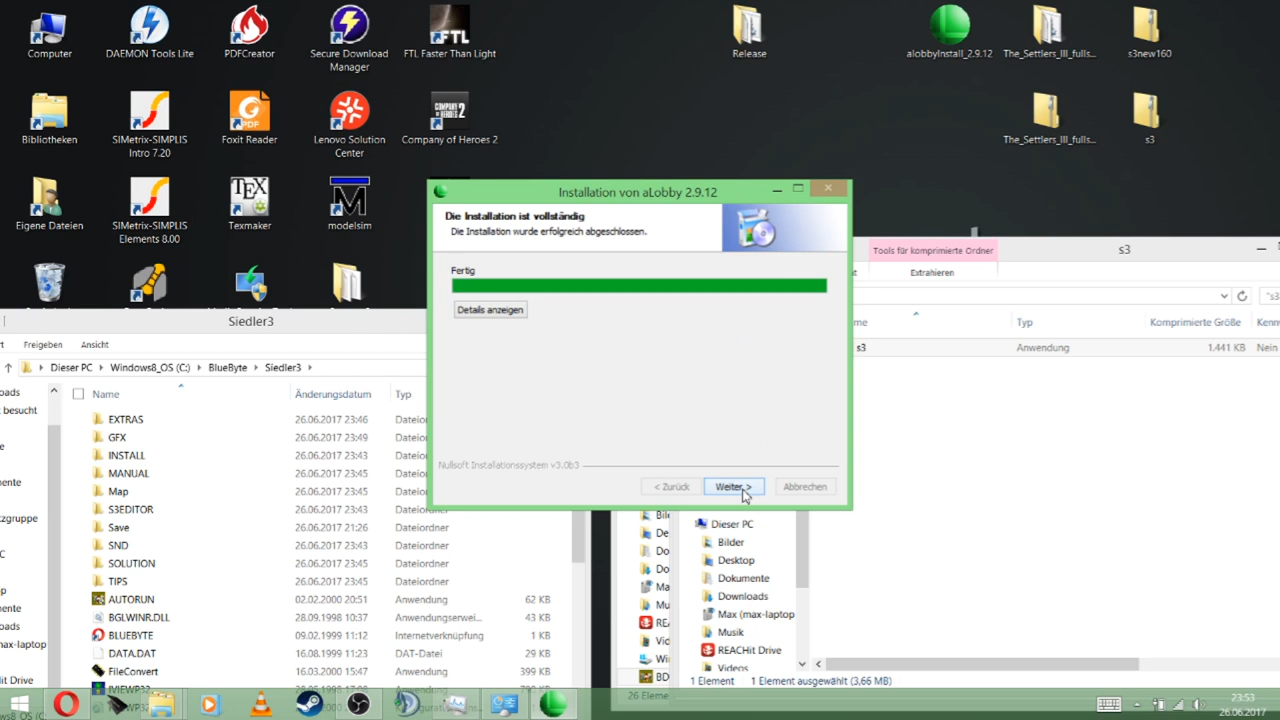 Computer
DAEMON Tools Lite
PDFCreator
Secure Download
Manager
FTL Faster Than Light
Release
alobbyInstall_2.9.12
The_Settlers_III_fulls...
s3new160
Bibliotheken
SIMetrix-SIMPLIS
Intro 7.20
Foxit Reader
Lenovo Solution
Center
Company of Heroes 2
The_Settlers_III_fulls...
s3
Eigene Dateien
SIMetrix-SIMPLIS
Elements 8.00
Texmaker
modelsim
Installation von aLobby 2.9.12
Die Installation ist vollständig
Die Installation wurde erfolgreich abgeschlossen.
Fertig
Details anzeigen
Nullsoft Installationssystem v3.0b3
< Zurück
Weiter >
Abbrechen
Siedler3
Freigeben
Ansicht
Dieser PC
Windows8_OS (C:)
BlueByte
Siedler3
Name
Änderungsdatum
Typ
EXTRAS 26.06.2017 23:46 Dateior
GFX 26.06.2017 23:49 Dateiordner
INSTALL 26.06.2017 23:43 Dateiordner
MANUAL 26.06.2017 23:45 Dateiordner
Map 26.06.2017 23:45 Dateiordner
S3EDITOR 26.06.2017 23:43 Dateiordner
Save 26.06.2017 21:26 Dateiordner
SND 26.06.2017 23:43 Dateiordner
SOLUTION 26.06.2017 23:45 Dateiordner
TIPS 26.06.2017 23:45 Dateiordner
AUTORUN 02.02.2000 20:51 Anwendung 62 KB
BGLWINR.DLL 28.09.1998 10:37 Anwendungserwei... 43 KB
BLUEBYTE 09.02.1999 11:12 Internetverknüpfung 1 KB
DATA.DAT 16.08.1999 11:23 DAT-Datei 29 KB
FileConvert 16.03.2000 15:47 Anwendung 399 KB
Tools für komprimierte Ordner
s3
Extrahieren
"s3
me
Typ
Komprimierte Größe
Kennw
s3 Anwendung 1.441 KB Nein
Dieser PC
Bilder
Desktop
Dokumente
Downloads
Max (max-laptop
Musik
REACHit Drive
Videos
1 Element
1 Element ausgewählt (3,66 MB)
26 Eleme
23:53
26.06.2017